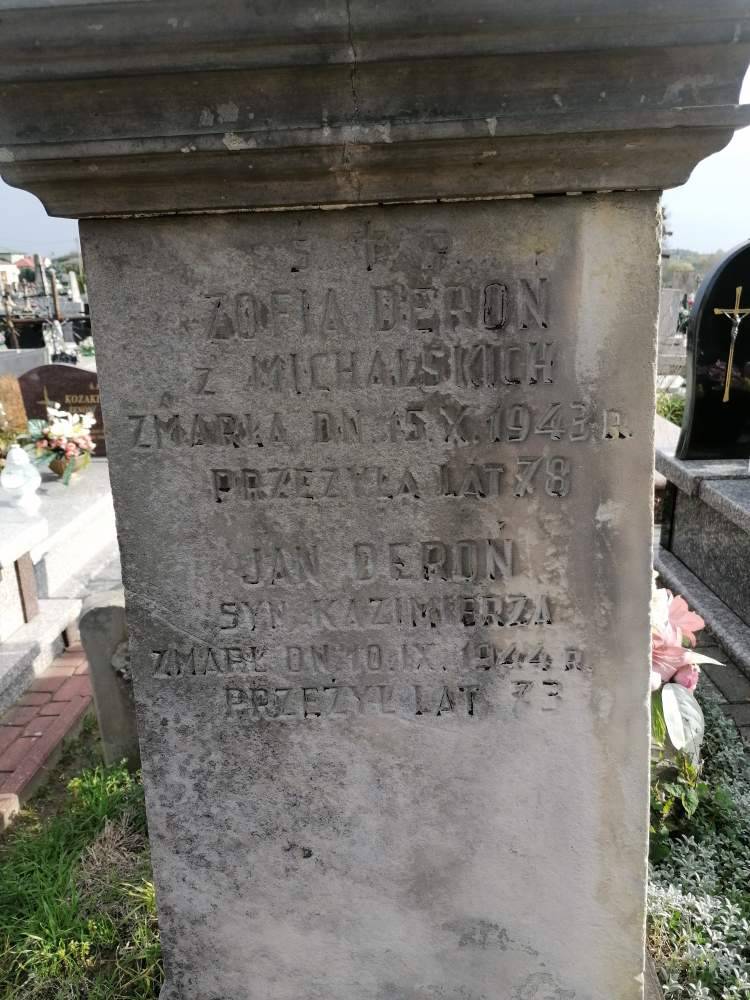 Ś P.
ZOFIA DEROŃ
Z MICHALSKICH
ZMARŁA DN. 15.X.1943 R.
PRZEŻYŁA LAT 78
JAN DEROŃ
SYN KAZIMIERZA
ZMARŁ DN. 10.IX. 1944 R.
PRZEŻYŁ LAT 73